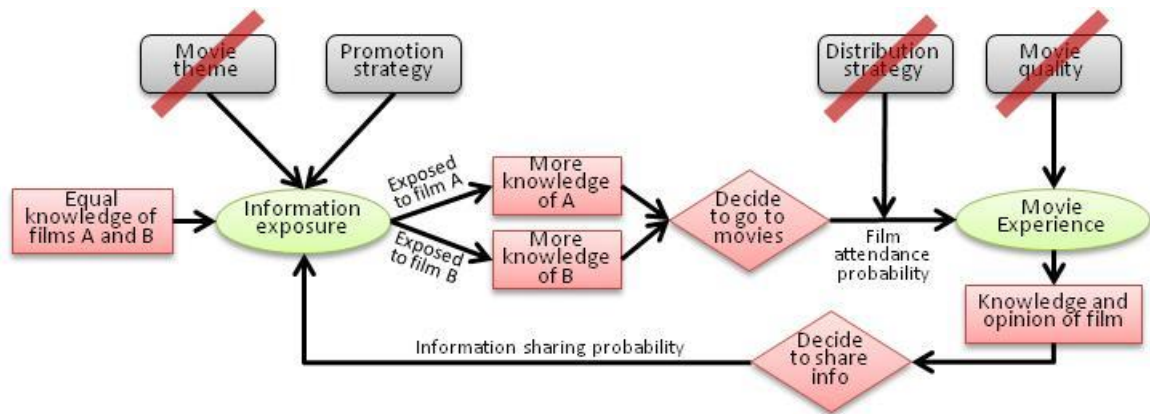 Movie
theme
Promotion
strategy
Distribution
strategy
Movie
quality
Equal
knowledge of
films A and B
Information
exposure
Exposed
to film A
Exposed
to film B
More
knowledge
of A
More
knowledge
of B
Decide
to go to
movies
Film
attendance
probability
Movie
Experience
Knowledge and
opinion of film
Decide
to share
info
Information sharing probability